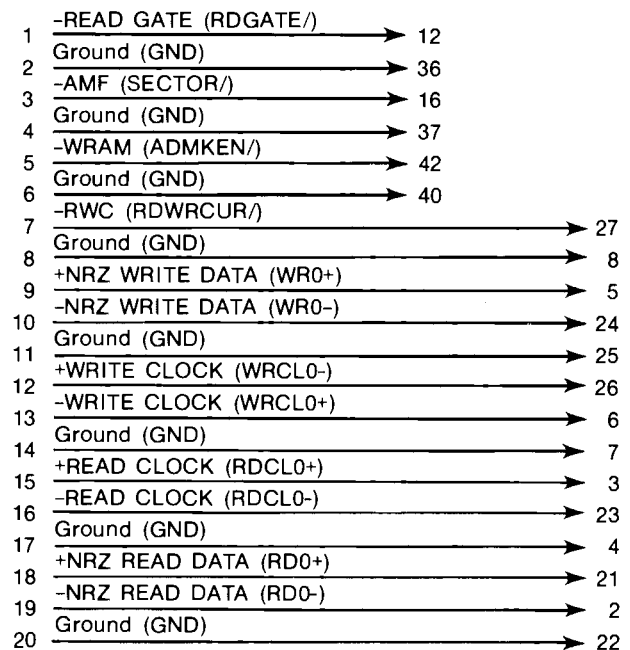 -READ GATE (RDGATE/)
1 12
Ground (GND)
2 36
-AMF (SECTOR/)
3 16
Ground (GND)
4 37
-WRAM (ADMKEN/)
5 42
Ground (GND)
6 40
-RWC (RDWRCUR/)
7 27
Ground (GND)
8 8
+NRZ WRITE DATA (WR0+)
9 5
-NRZ WRITE DATA (WR0-)
10 24
Ground (GND)
11 25
+WRITE CLOCK (WRCL0-)
12 26
-WRITE CLOCK (WRCL0+)
13 6
Ground (GND)
14 7
+READ CLOCK (RDCL0+)
15 3
-READ CLOCK (RDCL0-)
16 23
Ground (GND)
17 4
+NRZ READ DATA (RD0+)
18 21
-NRZ READ DATA (RD0-)
19 2
Ground (GND)
20 22